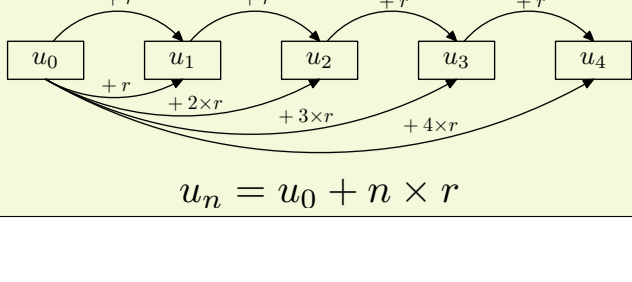 + r + r + r + r
u₀ u₁ u₂ u₃ u₄
+ r
+ 2×r
+ 3×r
+ 4×r
uₙ = u₀ + n × r